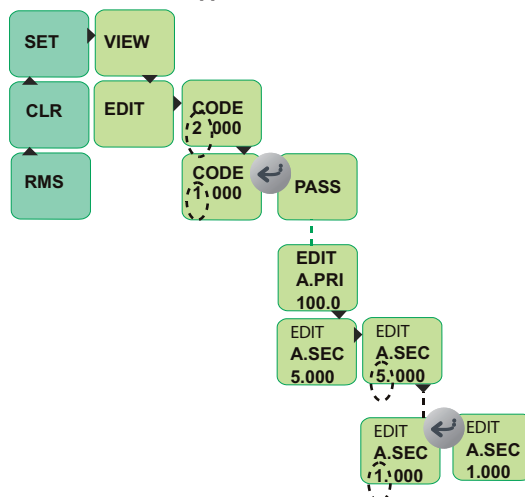 SET
VIEW
CLR
EDIT
CODE
2 000
RMS
CODE
1 000
PASS
EDIT
A.PRI
100.0
EDIT
A.SEC
5.000
EDIT
A.SEC
5. 000
EDIT
A.SEC
1. 000
EDIT
A.SEC
1.000